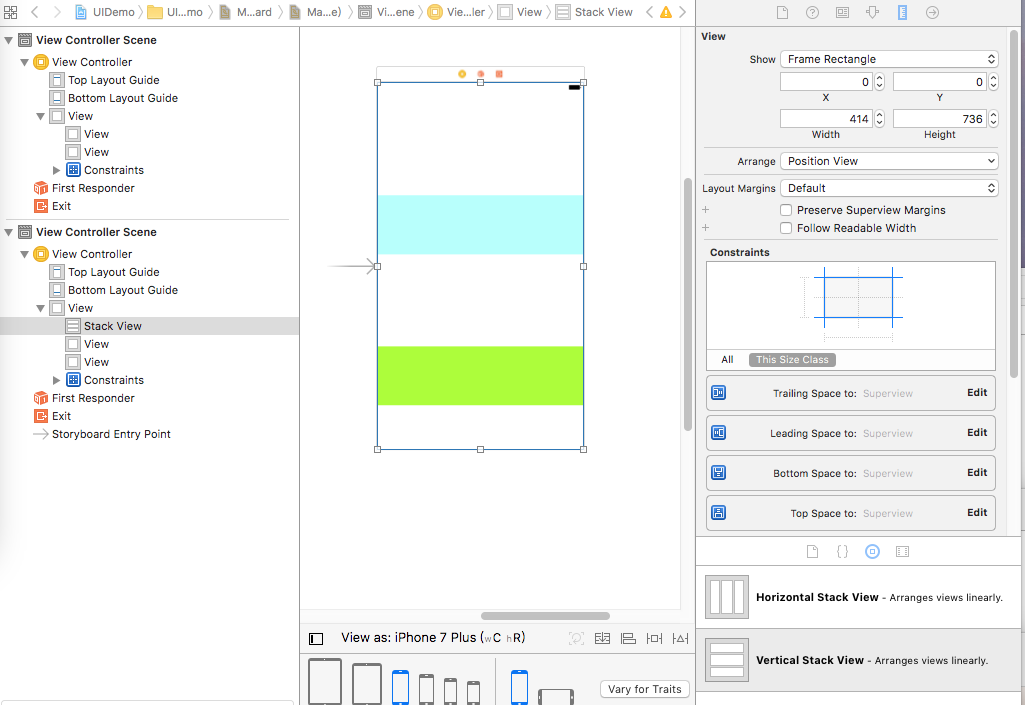 UIDemo
UI...mo
M...ard
Ma...e)
Vi...ene
Vie...ler
View
Stack View
View Controller Scene
View Controller
Top Layout Guide
Bottom Layout Guide
View
View
View
Constraints
First Responder
Exit
View Controller Scene
View Controller
Top Layout Guide
Bottom Layout Guide
View
Stack View
View
View
Constraints
First Responder
Exit
Storyboard Entry Point
View as: iPhone 7 Plus (wC hR)
Vary for Traits
View
Show Frame Rectangle
0 0
X Y
414 736
Width Height
Arrange Position View
Layout Margins Default
+ Preserve Superview Margins
+ Follow Readable Width
Constraints
All This Size Class
Trailing Space to: Superview Edit
Leading Space to: Superview Edit
Bottom Space to: Superview Edit
Top Space to: Superview Edit
{}
Horizontal Stack View - Arranges views linearly.
Vertical Stack View - Arranges views linearly.